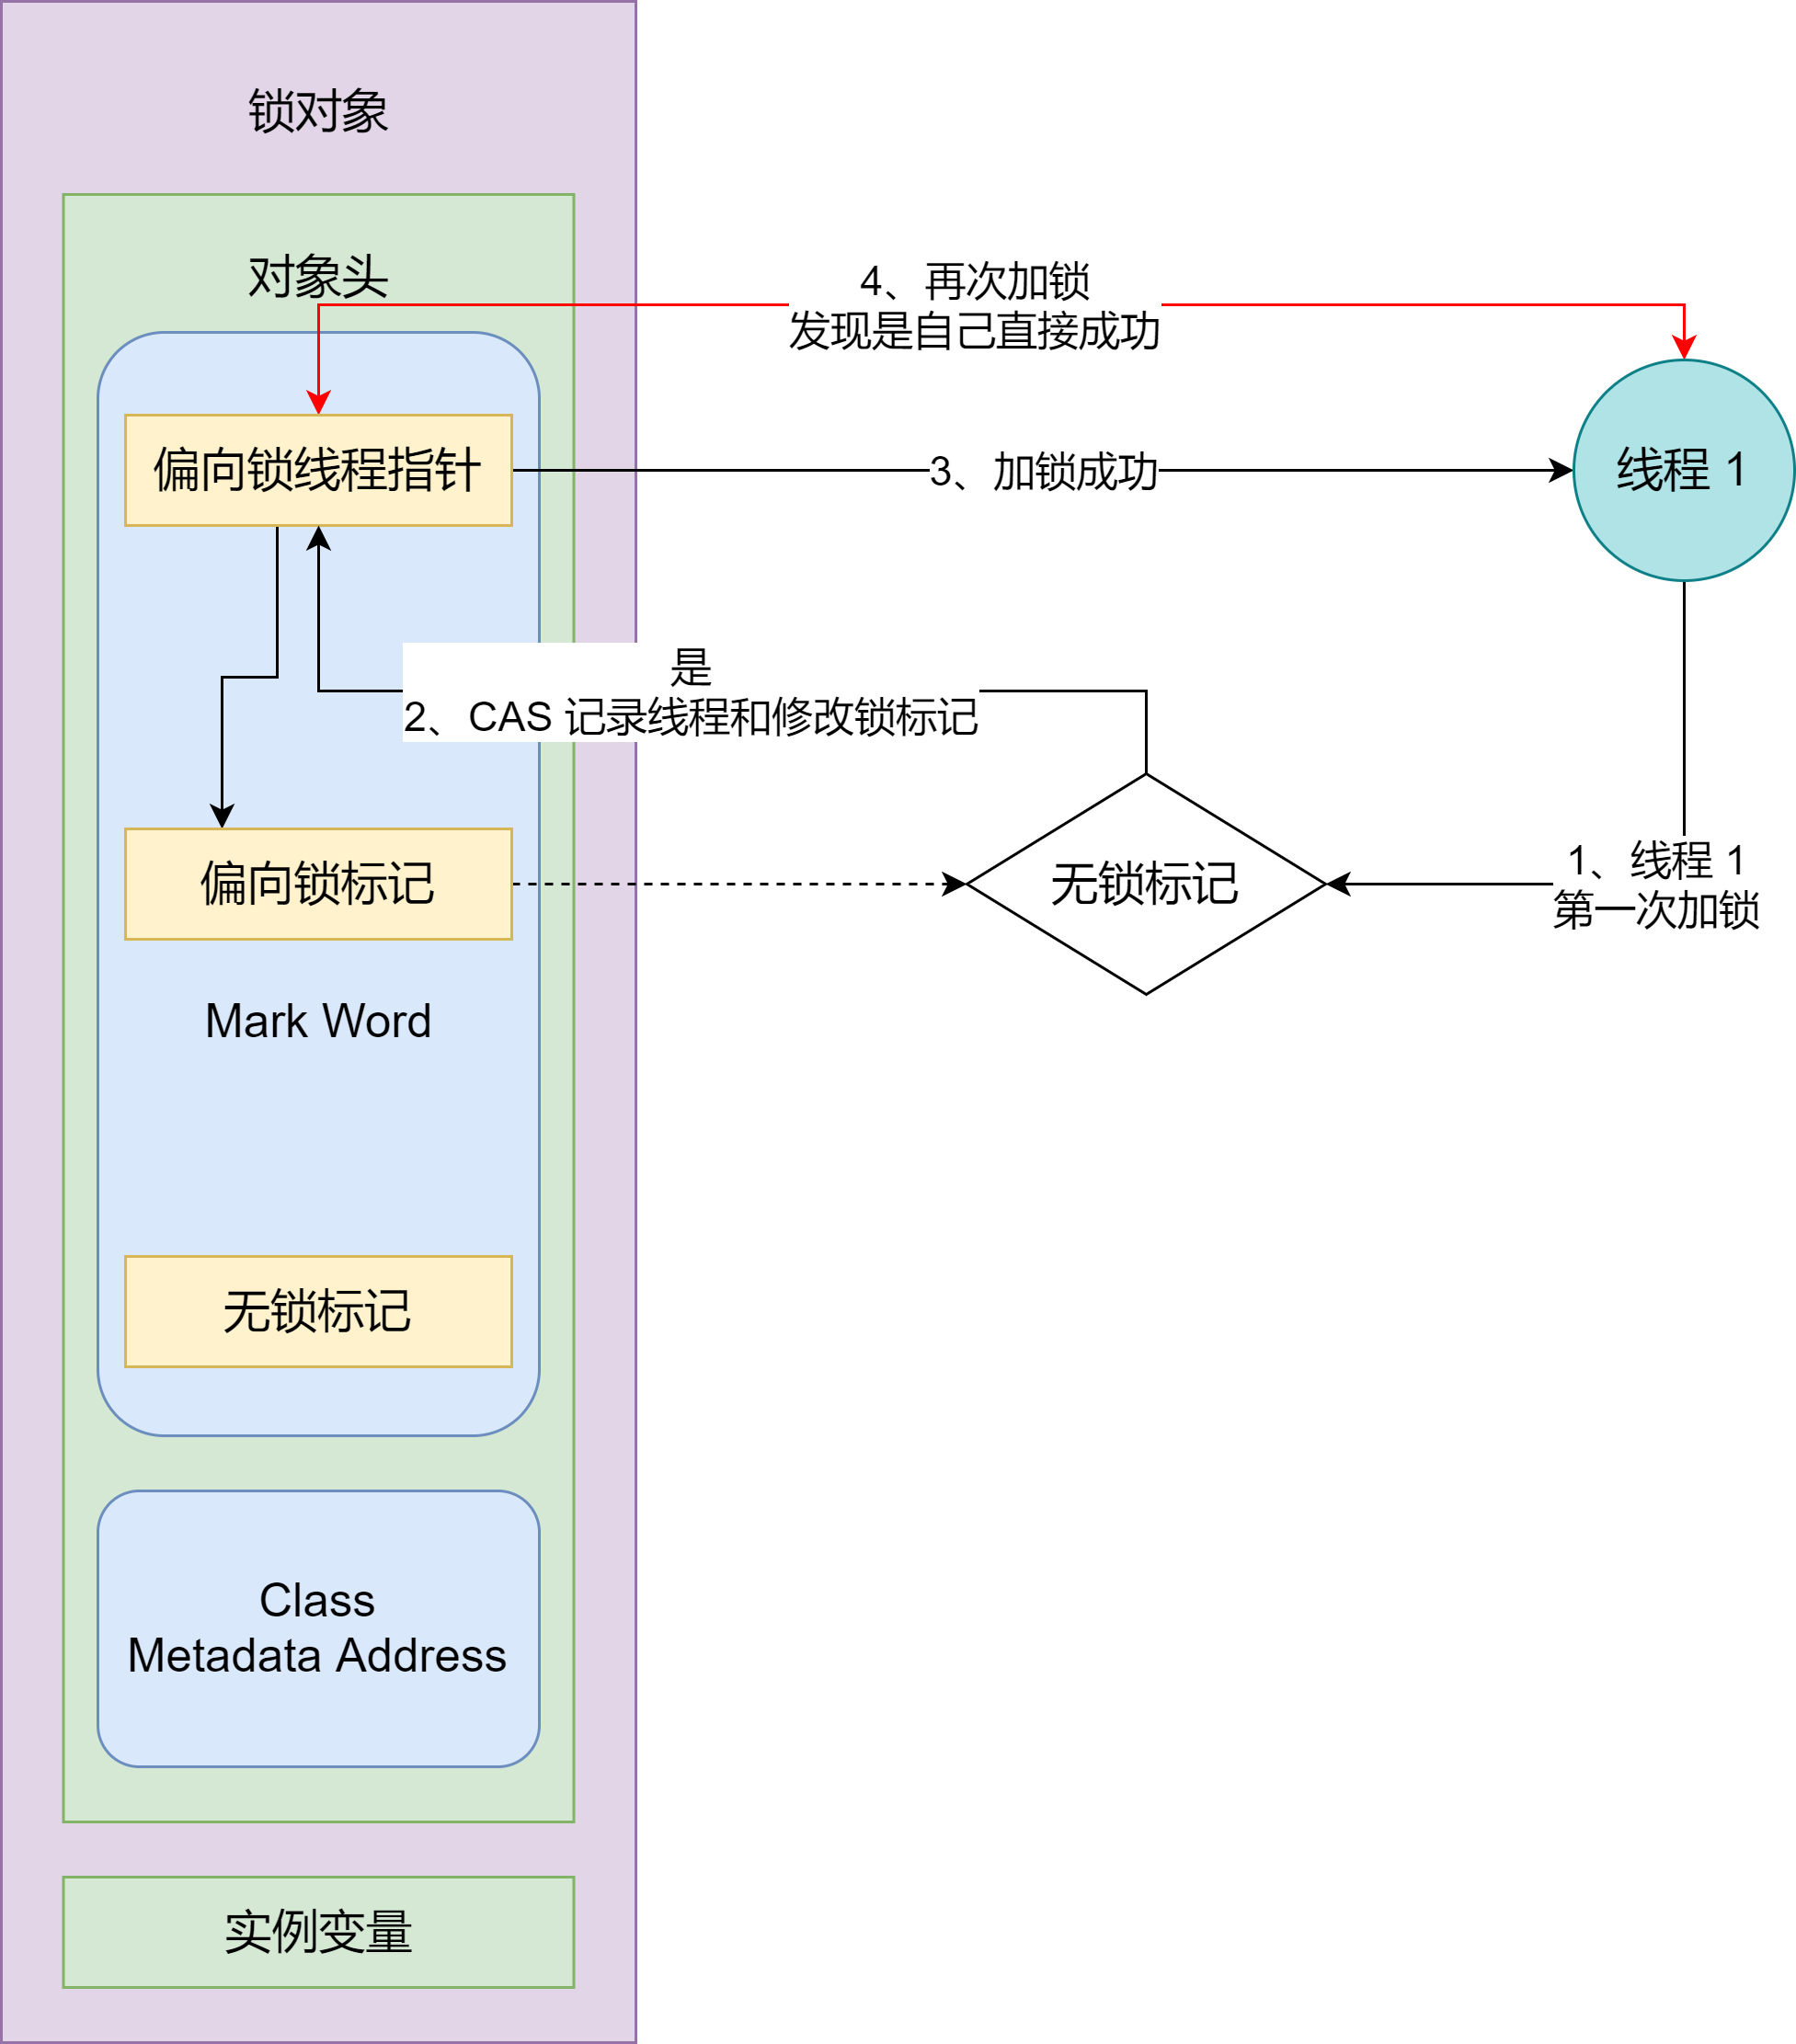 锁对象
对象头
4、再次加锁
发现是自己直接成功
偏向锁线程指针
3、加锁成功
线程 1
是
2、CAS 记录线程和修改锁标记
偏向锁标记
无锁标记
1、线程 1
第一次加锁
Mark Word
无锁标记
Class
Metadata Address
实例变量